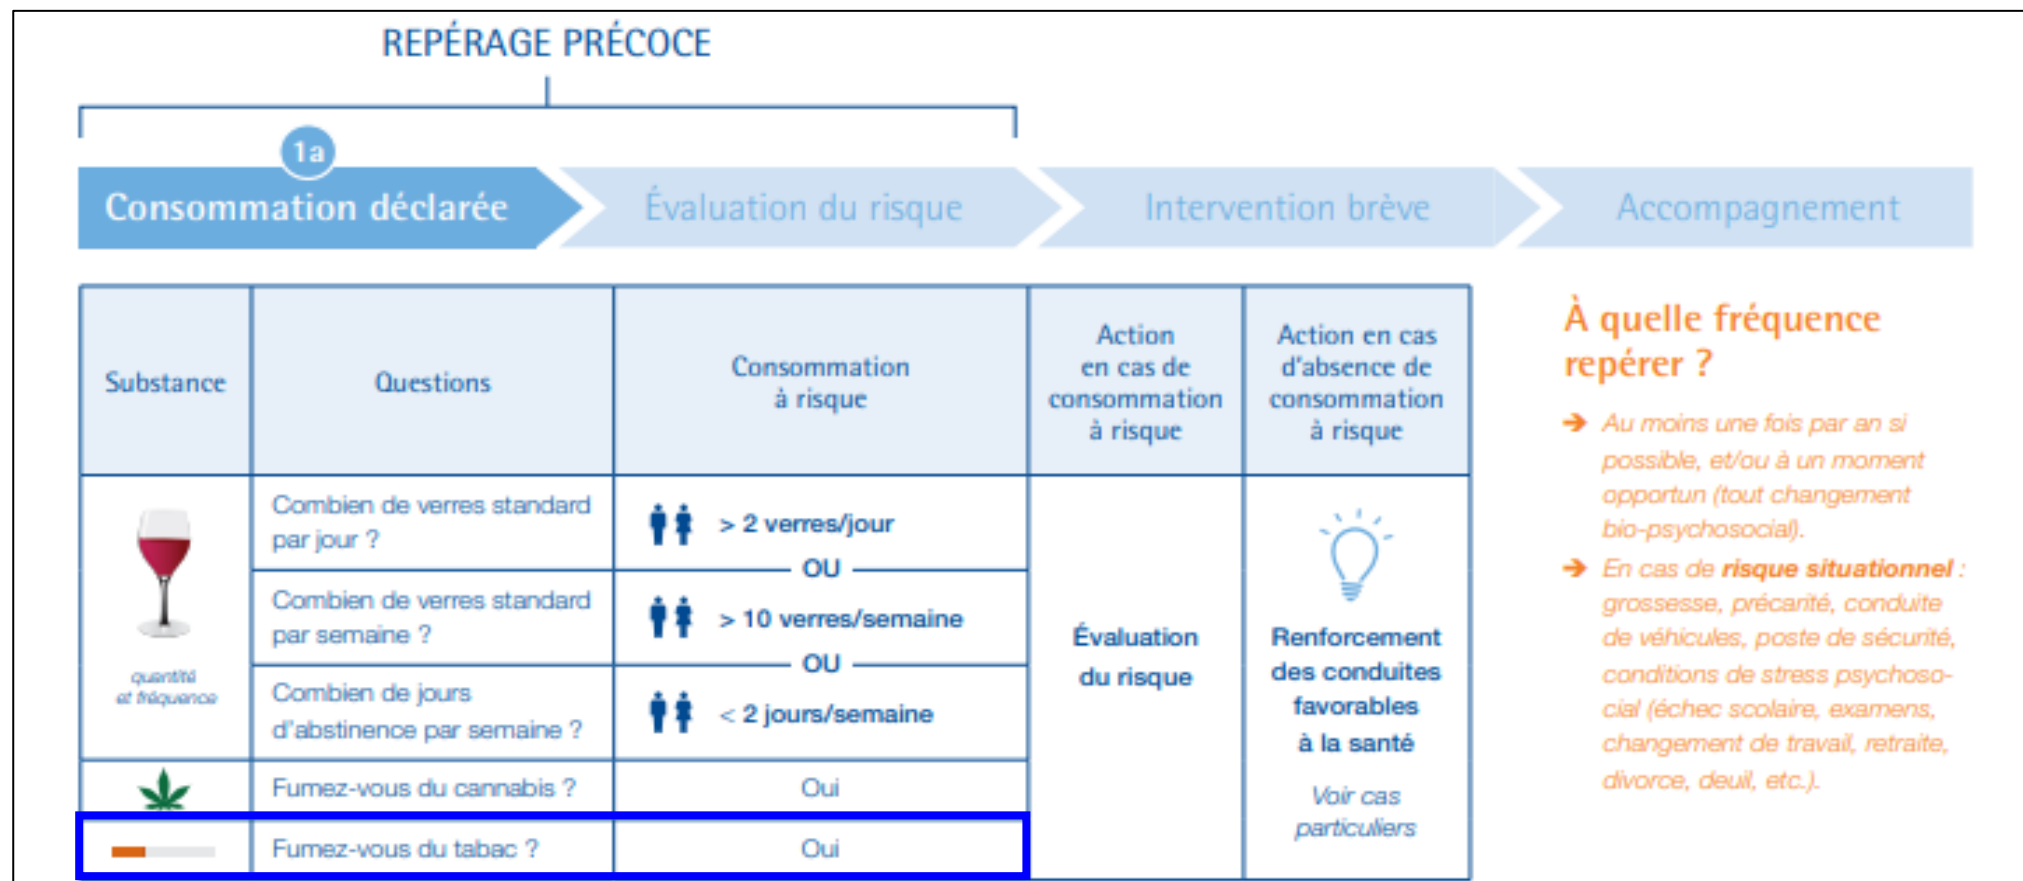 REPÉRAGE PRÉCOCE
1a
Consommation déclarée
Évaluation du risque
Intervention brève
Accompagnement
Substance
Questions
Consommation
à risque
Action
en cas de
consommation
à risque
Action en cas
d'absence de
consommation
à risque
quantité
et fréquence
Combien de verres standard
par jour ?
> 2 verres/jour
OU
Combien de verres standard
par semaine ?
> 10 verres/semaine
OU
Combien de jours
d'abstinence par semaine ?
< 2 jours/semaine
Fumez-vous du cannabis ?
Oui
Fumez-vous du tabac ?
Oui
Évaluation
du risque
Renforcement
des conduites
favorables
à la santé
Voir cas
particuliers
À quelle fréquence
repérer ?
➔ Au moins une fois par an si
possible, et/ou à un moment
opportun (tout changement
bio-psychosocial).
➔ En cas de risque situationnel :
grossesse, précarité, conduite
de véhicules, poste de sécurité,
conditions de stress psychoso-
cial (échec scolaire, examens,
changement de travail, retraite,
divorce, deuil, etc.).